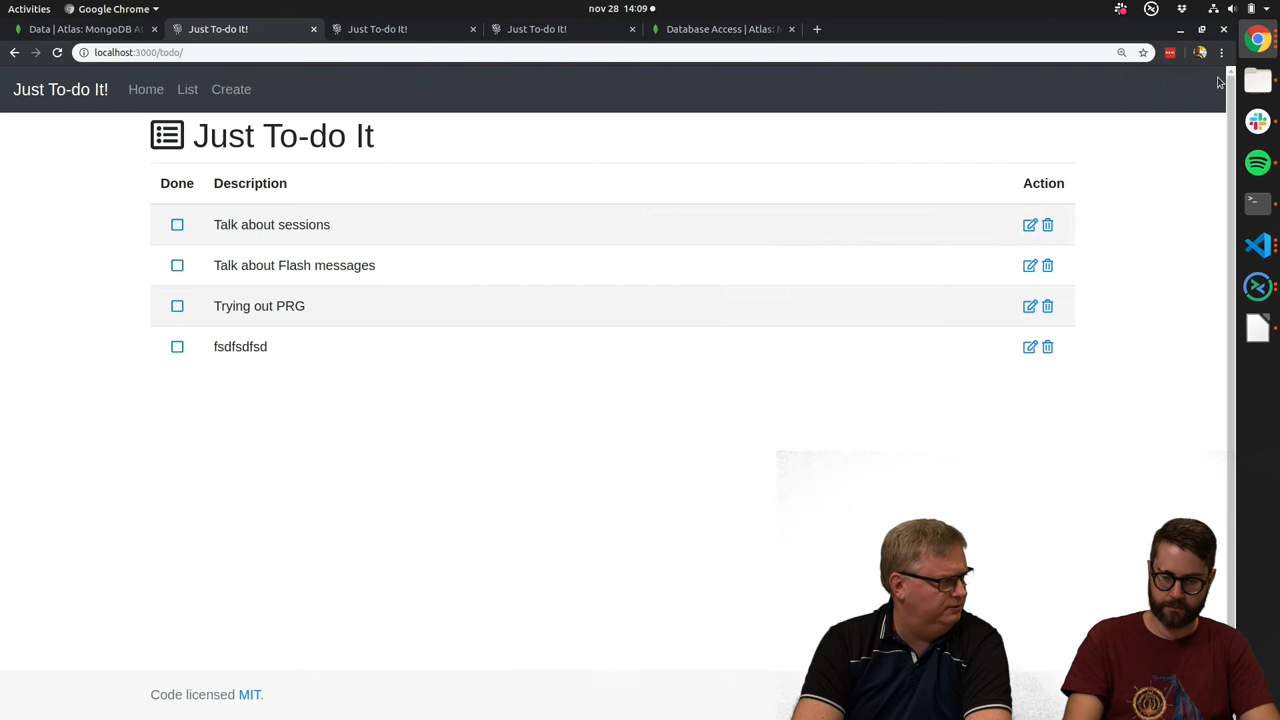 Activities Google Chrome nov 28 14:09
Data | Atlas: MongoDB At Just To-do It! Just To-do It! Just To-do It! Database Access | Atlas: M
localhost:3000/todo/
Just To-do It! Home List Create
Just To-do It
Done Description Action
Talk about sessions
Talk about Flash messages
Trying out PRG
fsdfsdfsd
Code licensed MIT.